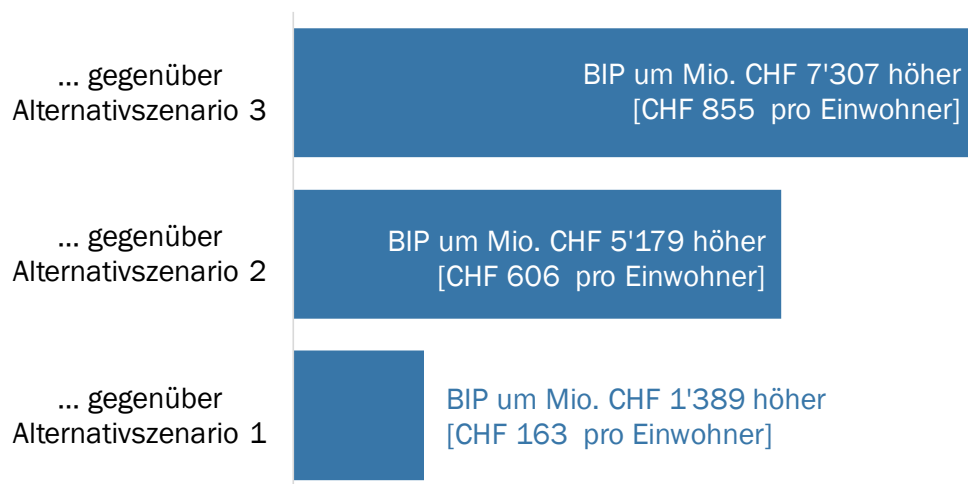 ... gegenüber
Alternativszenario 3
BIP um Mio. CHF 7'307 höher
[CHF 855 pro Einwohner]
... gegenüber
Alternativszenario 2
BIP um Mio. CHF 5'179 höher
[CHF 606 pro Einwohner]
... gegenüber
Alternativszenario 1
BIP um Mio. CHF 1'389 höher
[CHF 163 pro Einwohner]